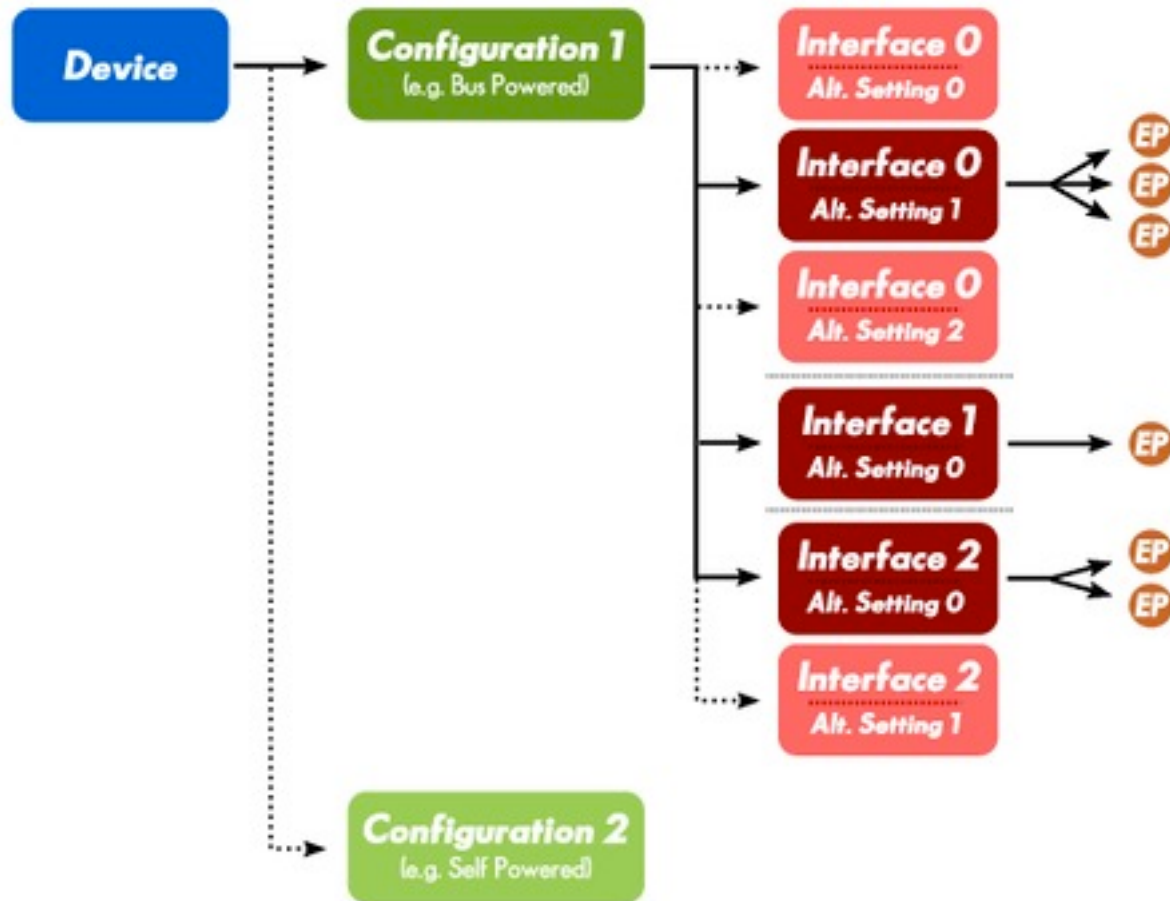 Device
Configuration 1
(e.g. Bus Powered)
Interface 0
Alt. Setting 0
Interface 0
Alt. Setting 1
EP
EP
EP
Interface 0
Alt. Setting 2
Interface 1
Alt. Setting 0
EP
Interface 2
Alt. Setting 0
EP
EP
Interface 2
Alt. Setting 1
Configuration 2
(e.g. Self Powered)